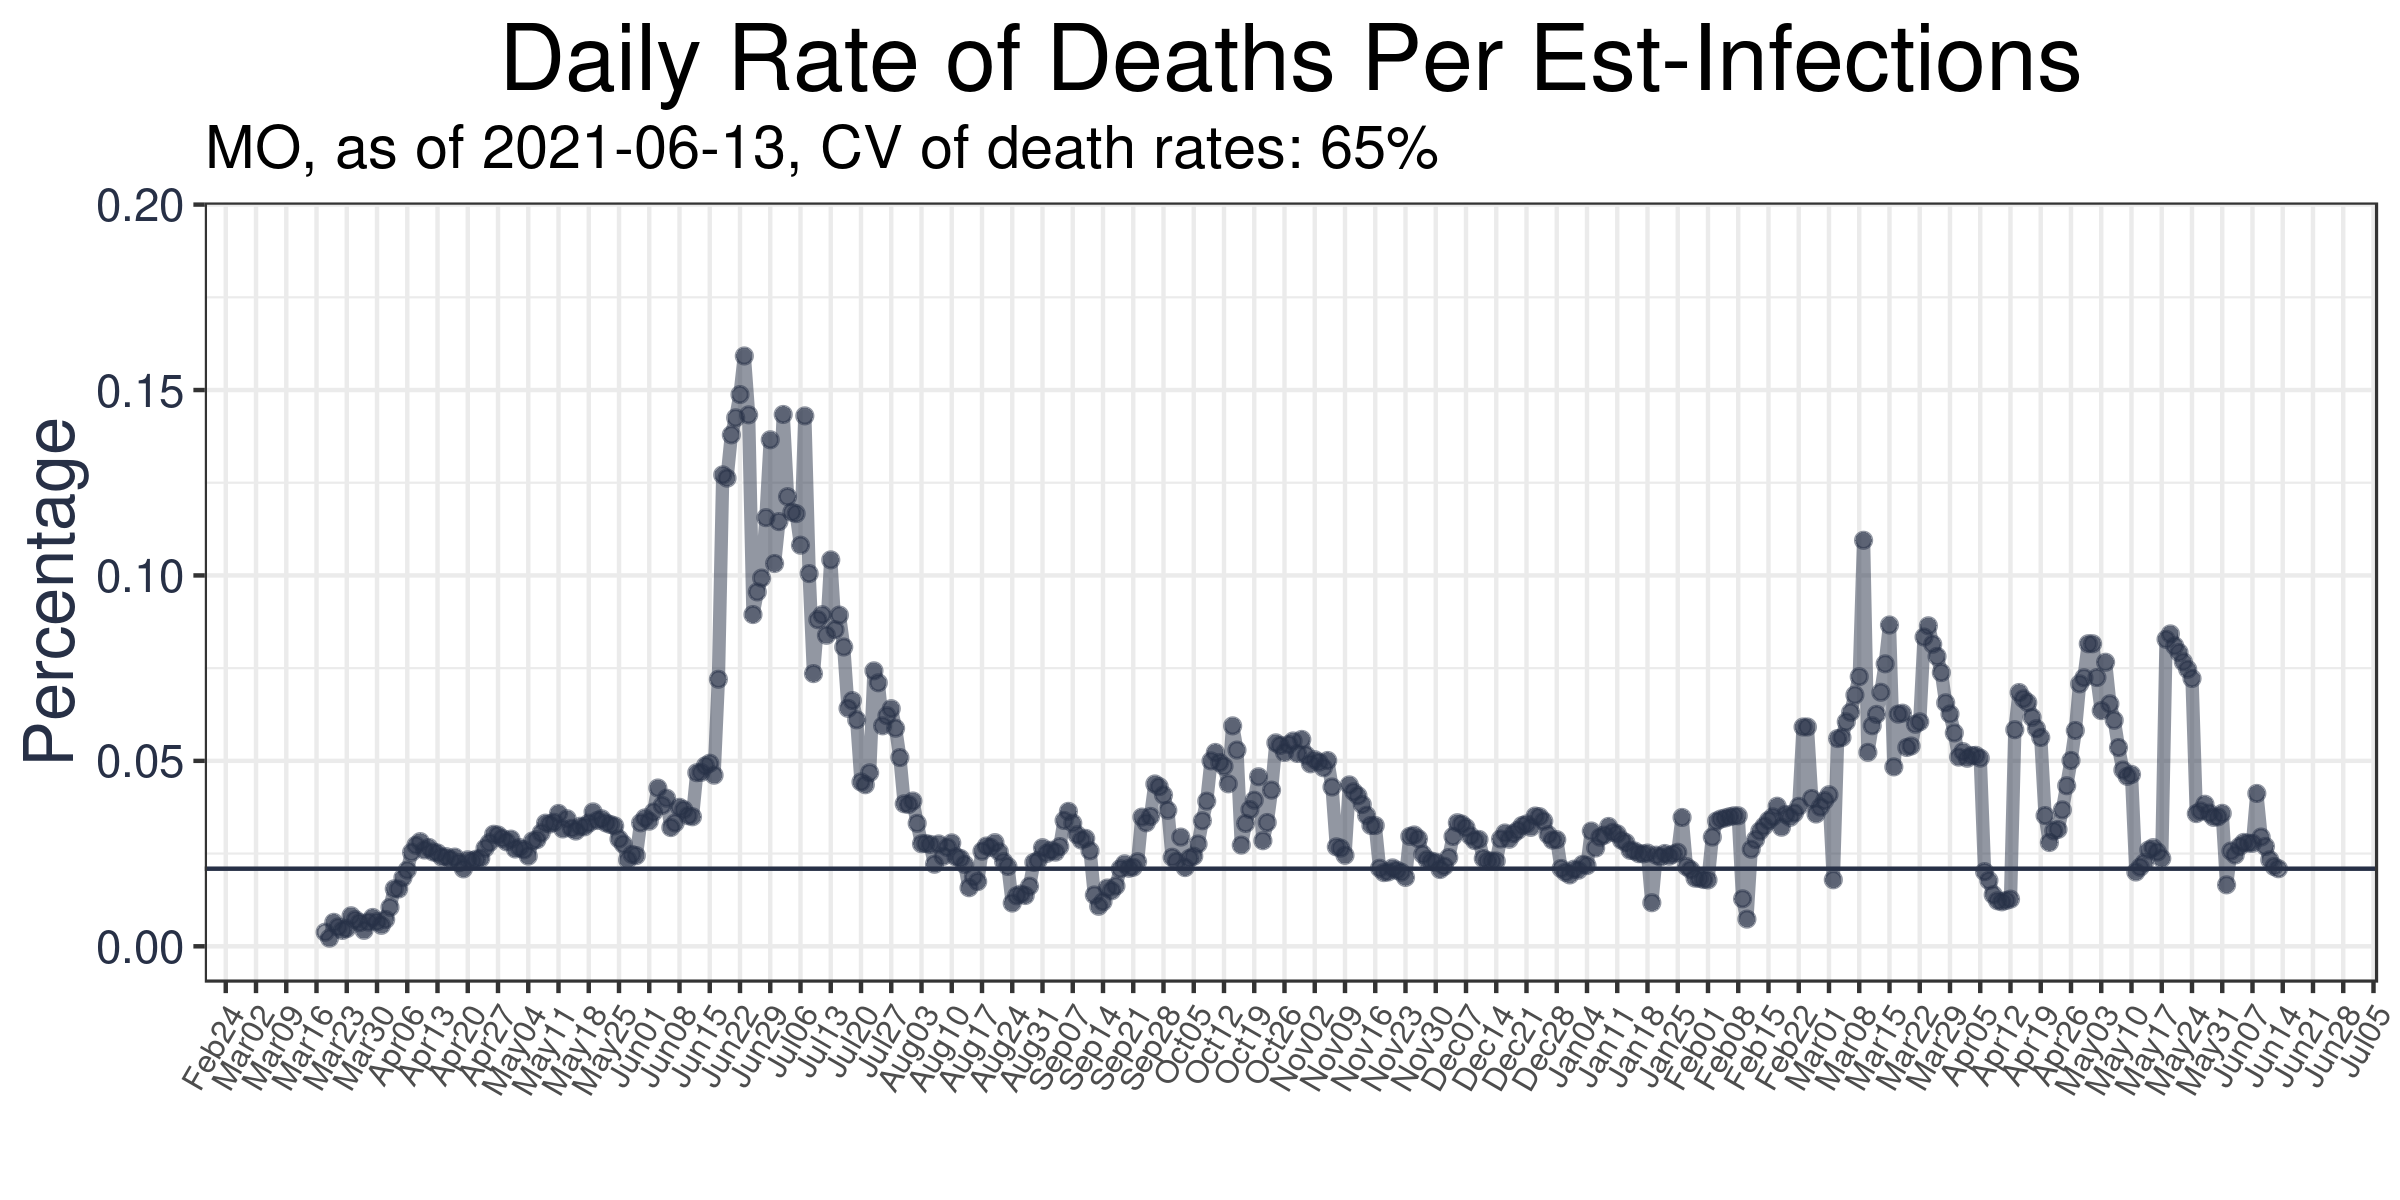 Daily Rate of Deaths Per Est-Infections
MO, as of 2021-06-13, CV of death rates: 65%
Percentage
0.20
0.15
0.10
0.05
0.00
Feb24
Mar02
Mar09
Mar16
Mar23
Mar30
Apr06
Apr13
Apr20
Apr27
May04
May11
May18
May25
Jun01
Jun08
Jun15
Jun22
Jun29
Jul06
Jul13
Jul20
Jul27
Aug03
Aug10
Aug17
Aug24
Aug31
Sep07
Sep14
Sep21
Sep28
Oct05
Oct12
Oct19
Oct26
Nov02
Nov09
Nov16
Nov23
Nov30
Dec07
Dec14
Dec21
Dec28
Jan04
Jan11
Jan18
Jan25
Feb01
Feb08
Feb15
Feb22
Mar01
Mar08
Mar15
Mar22
Mar29
Apr05
Apr12
Apr19
Apr26
May03
May10
May17
May24
May31
Jun07
Jun14
Jun21
Jun28
Jul05